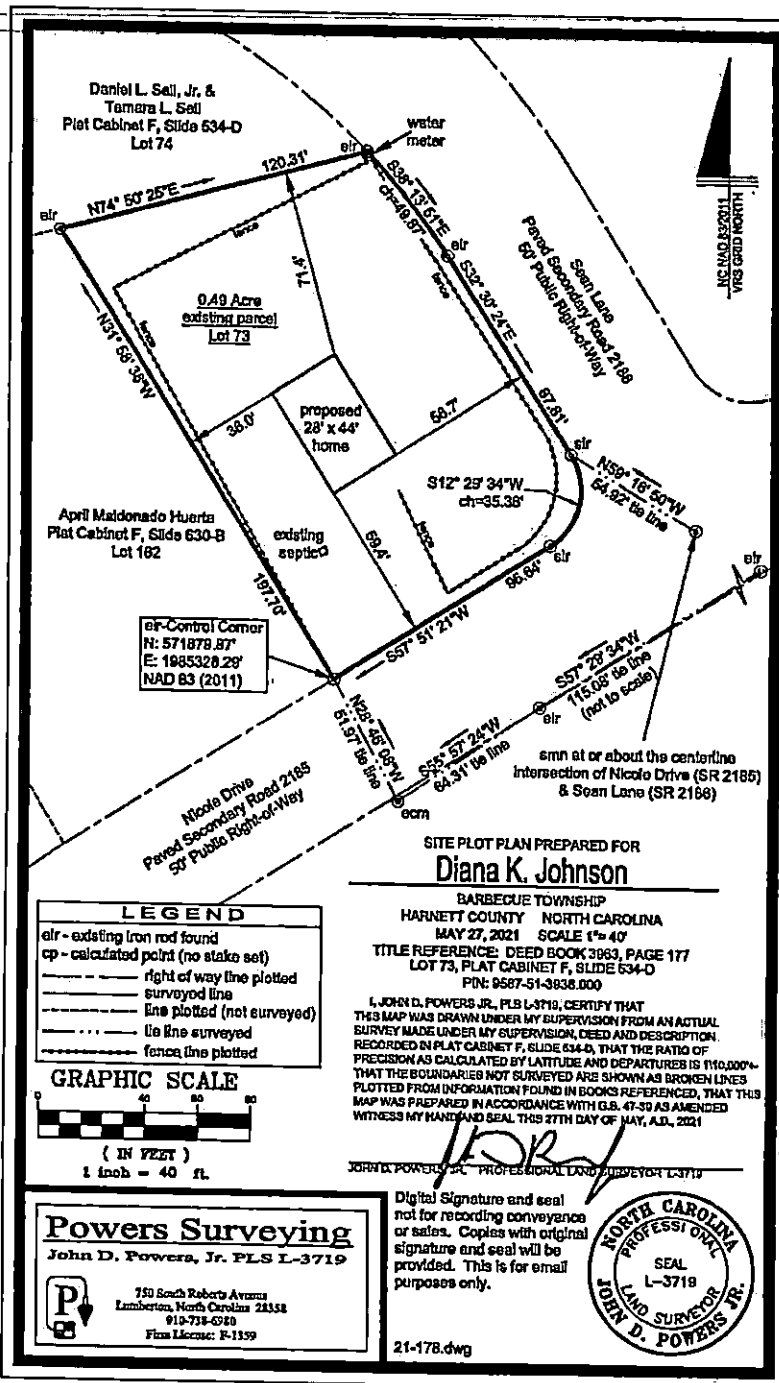 Daniel L. Sell, Jr. &
Tamara L. Sell
Plat Cabinet F, Slide 534-D
Lot 74
water
meter
eir
120.31'
N74° 50' 25"E
eir
S38° 13' 51"E
ch=49.97'
eir
fence
NC NAD 83/2011
VRS GRID NORTH
Sean Lane
Paved Secondary Road 2186
50' Public Right-of-Way
S32° 30' 24"E
fence
71.4'
0.49 Acre
existing parcel
Lot 73
fence
N31° 58' 36"W
38.0'
proposed
28' x 44'
home
58.7'
87.81'
eir
N59° 16' 50"W
54.92' tie line
S12° 29' 34"W
ch=35.36'
April Maldonado Huerta
Plat Cabinet F, Slide 630-B
Lot 162
existing
septic
fence
59.4'
eir
96.64'
eir
197.70'
S57° 51' 21"W
eir-Control Corner
N: 571879.87'
E: 1985328.29'
NAD 83 (2011)
S57° 29' 34"W
115.08' tie line
(not to scale)
N28° 46' 08"W
51.97' tie line
S55° 57' 24"W
64.31' tie line
eir
ecm
smn at or about the centerline
intersection of Nicole Drive (SR 2185)
& Sean Lane (SR 2186)
Nicole Drive
Paved Secondary Road 2185
50' Public Right-of-Way
SITE PLOT PLAN PREPARED FOR
Diana K. Johnson
BARBECUE TOWNSHIP
HARNETT COUNTY NORTH CAROLINA
MAY 27, 2021 SCALE 1"= 40'
TITLE REFERENCE: DEED BOOK 3963, PAGE 177
LOT 73, PLAT CABINET F, SLIDE 534-D
PIN: 9587-51-3936.000
I, JOHN D. POWERS JR., PLS L-3719, CERTIFY THAT
THIS MAP WAS DRAWN UNDER MY SUPERVISION FROM AN ACTUAL
SURVEY MADE UNDER MY SUPERVISION, DEED AND DESCRIPTION
RECORDED IN PLAT CABINET F, SLIDE 534-D, THAT THE RATIO OF
PRECISION AS CALCULATED BY LATITUDE AND DEPARTURES IS 1'10,000'+
THAT THE BOUNDARIES NOT SURVEYED ARE SHOWN AS BROKEN LINES
PLOTTED FROM INFORMATION FOUND IN BOOKS REFERENCED, THAT THIS
MAP WAS PREPARED IN ACCORDANCE WITH G.S. 47-30 AS AMENDED
WITNESS MY HAND AND SEAL THIS 27TH DAY OF MAY, A.D., 2021
JOHN D. POWERS JR. PROFESSIONAL LAND SURVEYOR L-3719
LEGEND
eir - existing iron rod found
cp - calculated point (no stake set)
right of way line plotted
surveyed line
line plotted (not surveyed)
tie line surveyed
fence line plotted
GRAPHIC SCALE
0 40 80
( IN FEET )
1 inch = 40 ft.
Powers Surveying
John D. Powers, Jr. PLS L-3719
P
750 South Roberts Avenue
Lumberton, North Carolina 28358
910-738-6980
Firm License: F-1359
Digital Signature and seal
not for recording conveyance
or sales. Copies with original
signature and seal will be
provided. This is for email
purposes only.
21-178.dwg
NORTH CAROLINA
PROFESSIONAL
SEAL
L-3719
LAND SURVEYOR
JOHN D. POWERS JR.